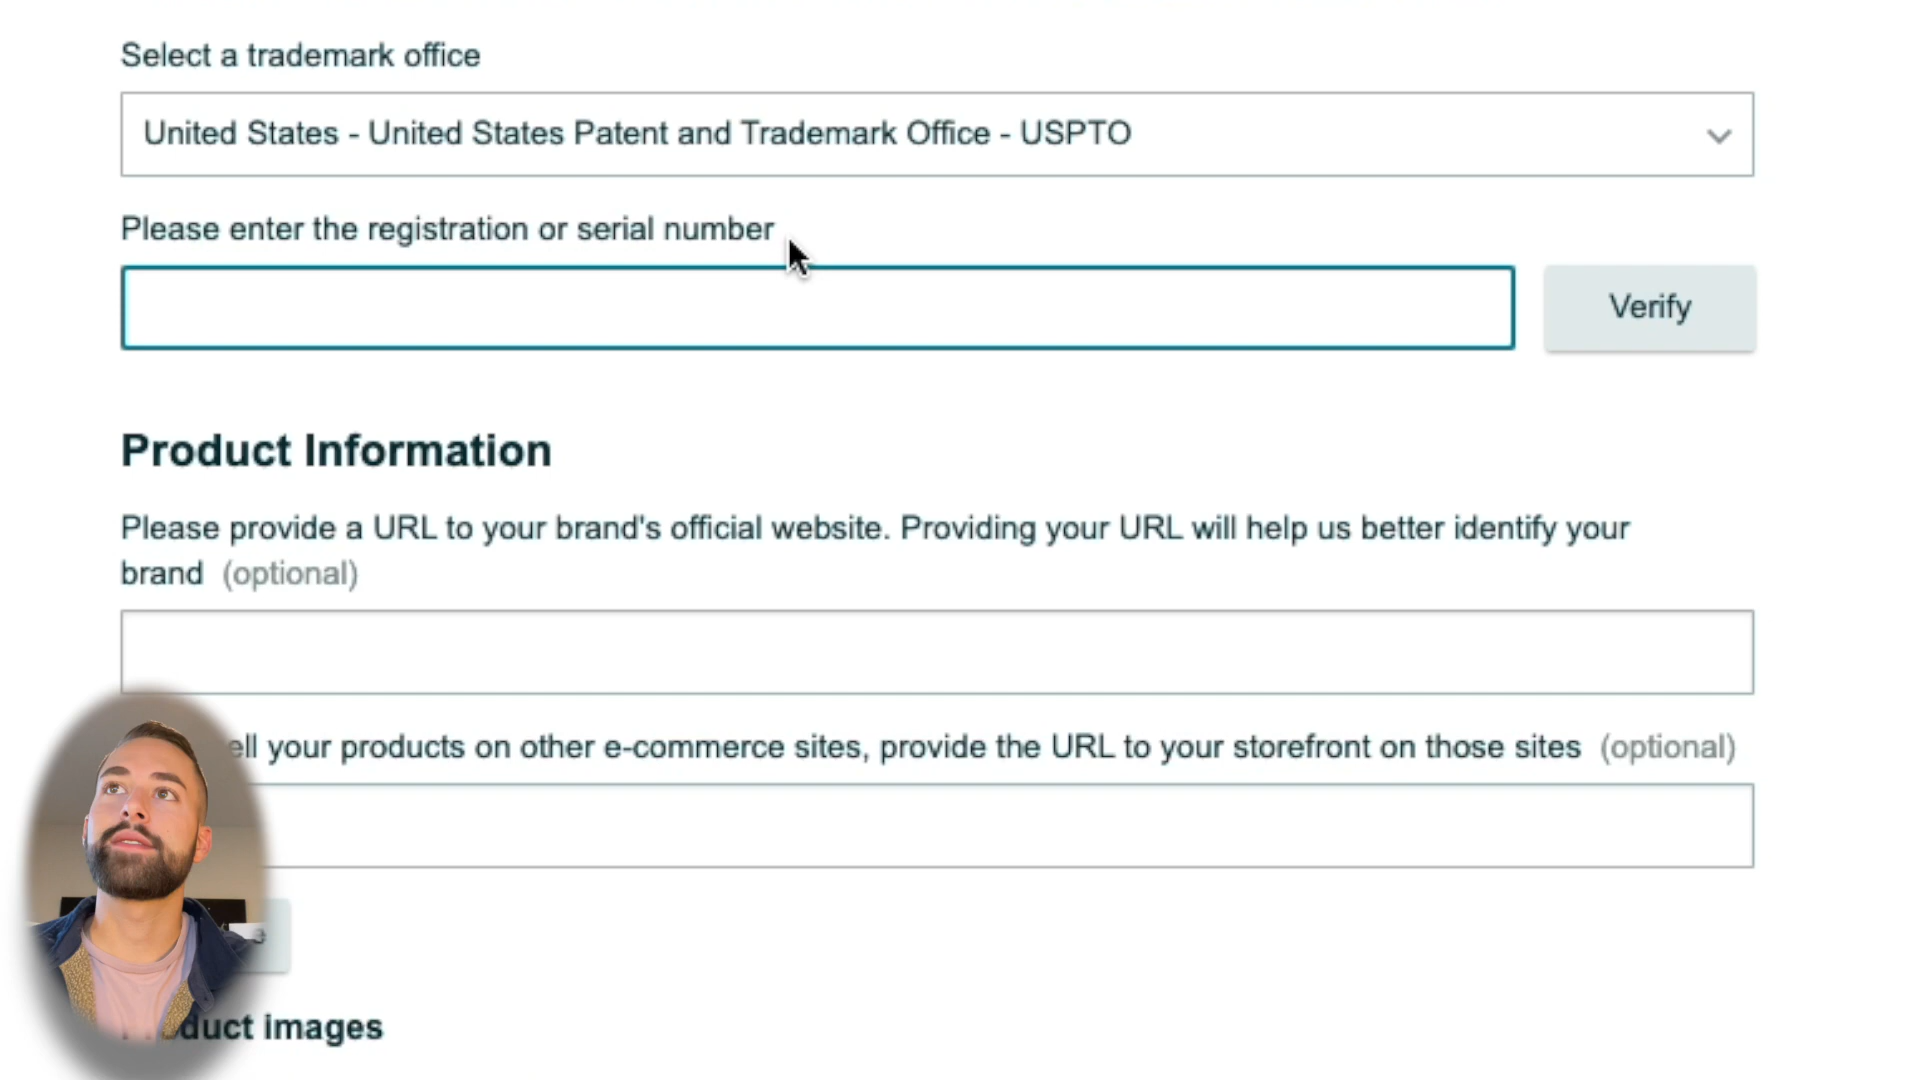 Select a trademark office
United States - United States Patent and Trademark Office - USPTO
Please enter the registration or serial number
Verify
Product Information
Please provide a URL to your brand's official website. Providing your URL will help us better identify your
brand (optional)
your products on other e-commerce sites, provide the URL to your storefront on those sites (optional)
images